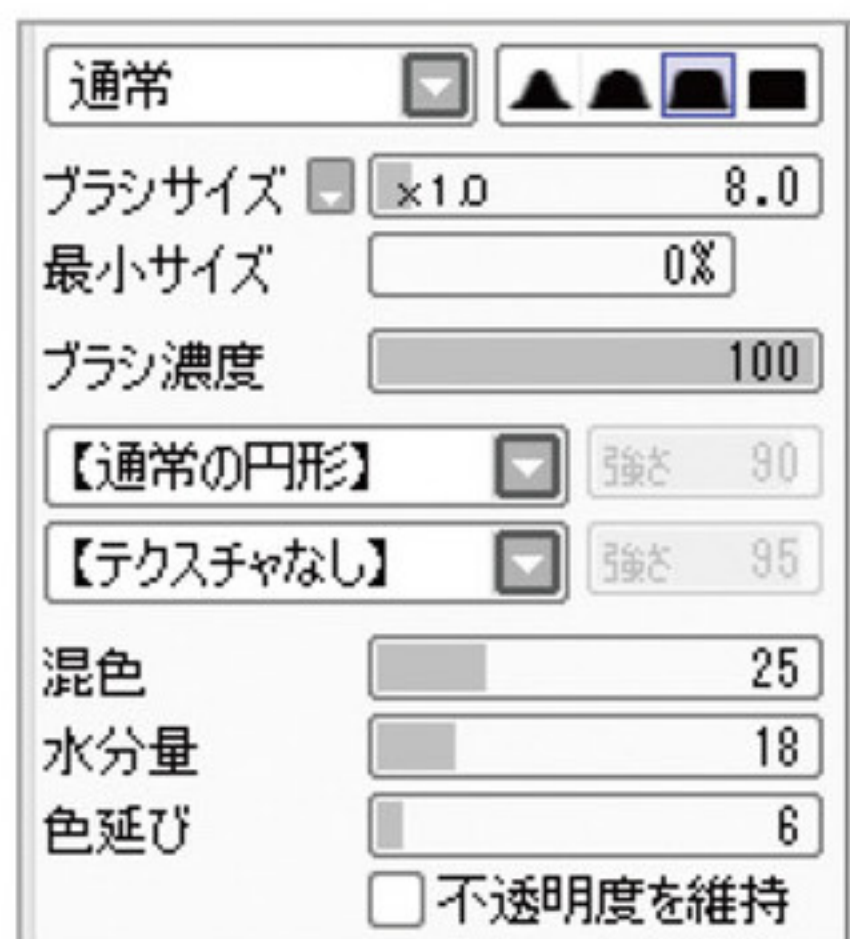 通常
ブラシサイズ ×1.0 8.0
最小サイズ 0%
ブラシ濃度 100
【通常の円形】 強さ 90
【テクスチャなし】 強さ 95
混色 25
水分量 18
色延び 6
不透明度を維持